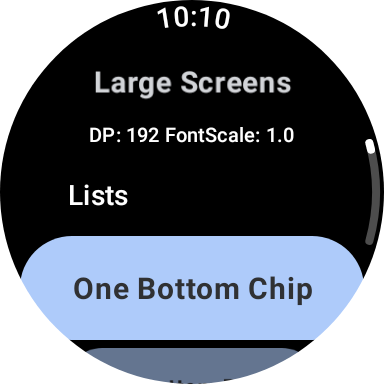 10:10
Large Screens
DP: 192 FontScale: 1.0
Lists
One Bottom Chip